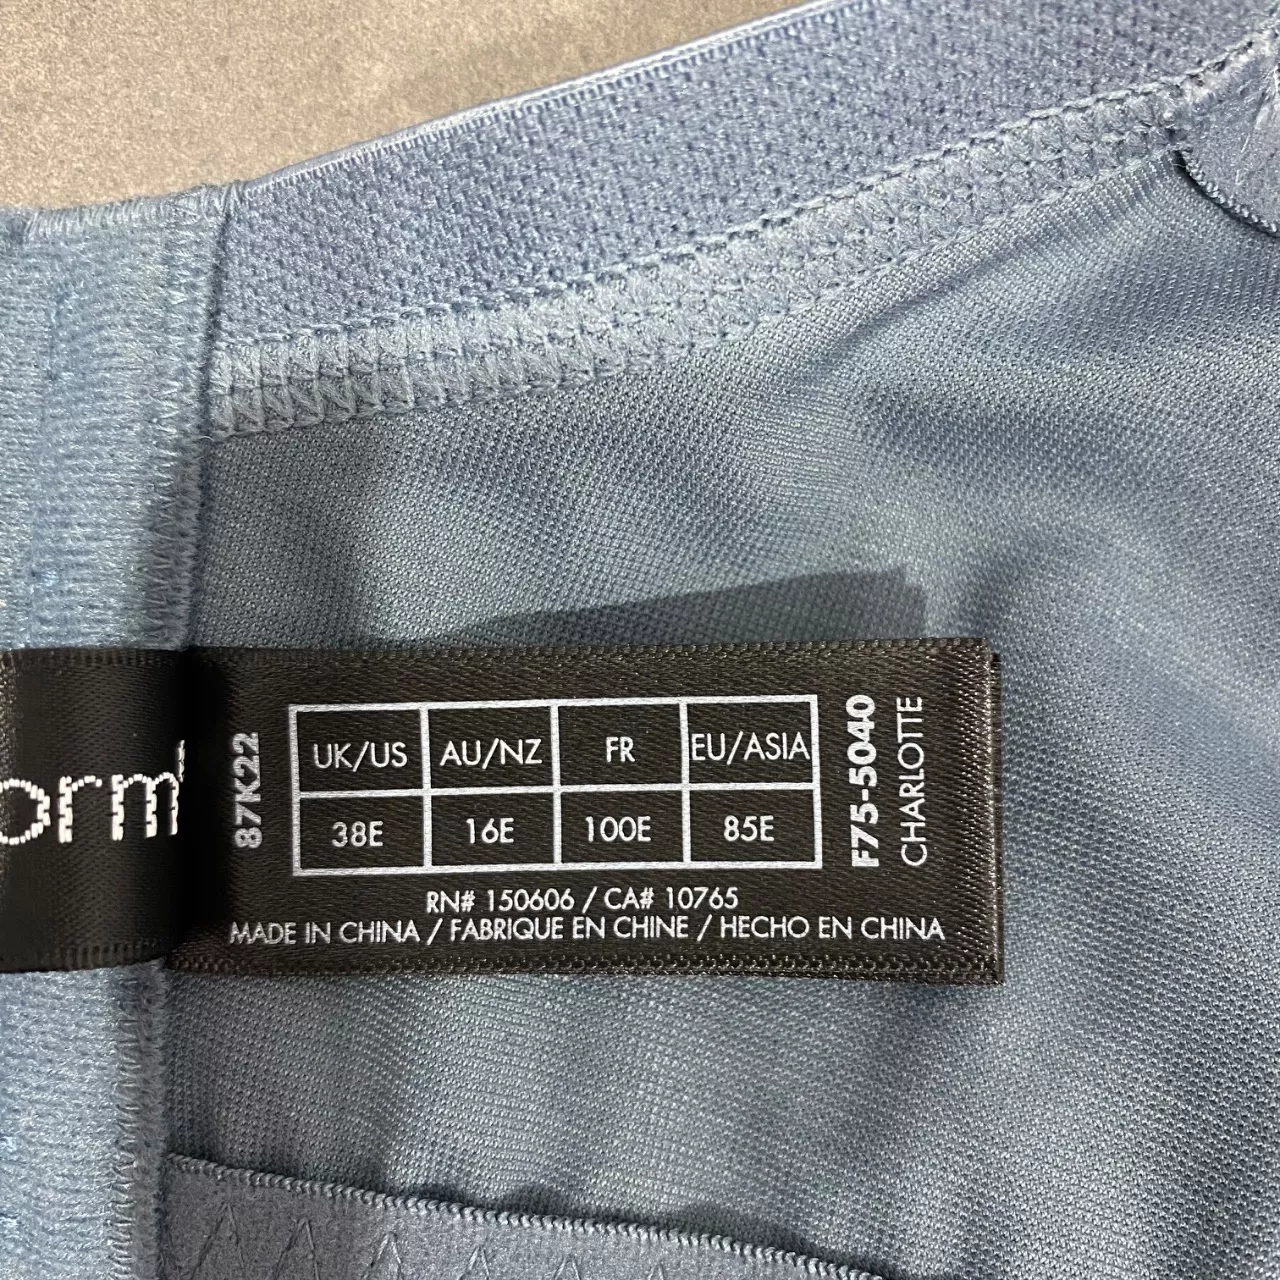 orm
87K22
UK/US AU/NZ FR EU/ASIA
38E 16E 100E 85E
F75-5040
CHARLOTTE
RN# 150606 / CA# 10765
MADE IN CHINA / FABRIQUE EN CHINE / HECHO EN CHINA